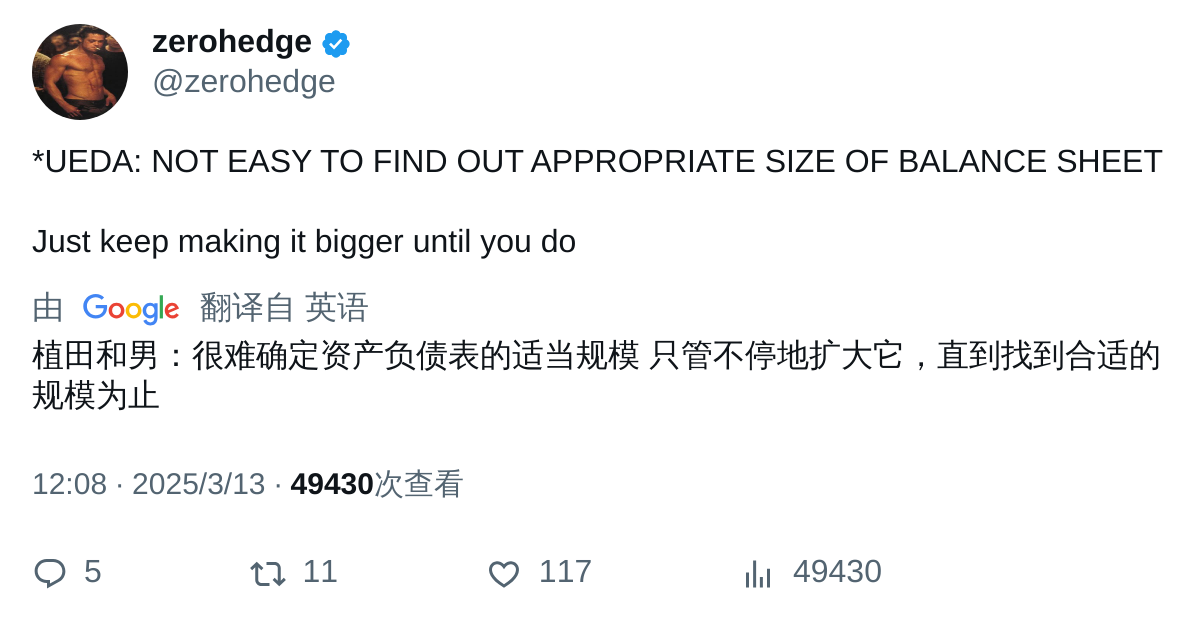 zerohedge
@zerohedge
*UEDA: NOT EASY TO FIND OUT APPROPRIATE SIZE OF BALANCE SHEET
Just keep making it bigger until you do
由 Google 翻译自 英语
植田和男：很难确定资产负债表的适当规模 只管不停地扩大它，直到找到合适的
规模为止
12:08 · 2025/3/13 · 49430次查看
5 11 117 49430